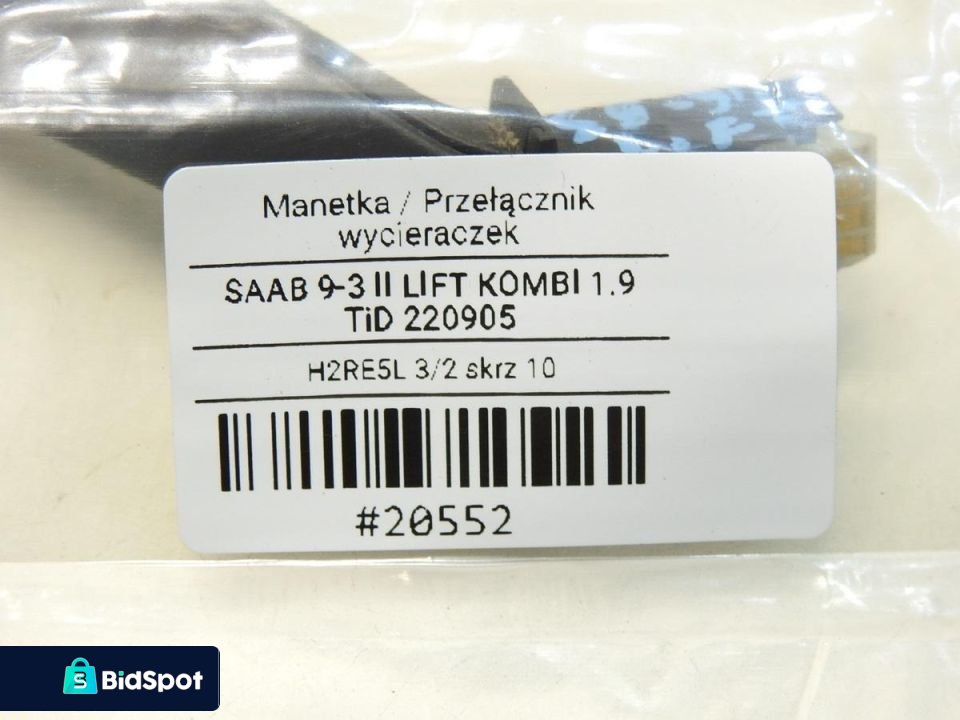 Manetka / Przełącznik
wycieraczek
SAAB 9-3 II LIFT KOMBI 1.9
TiD 220905
H2RE5L 3/2 skrz 10
#20552
S BidSpot